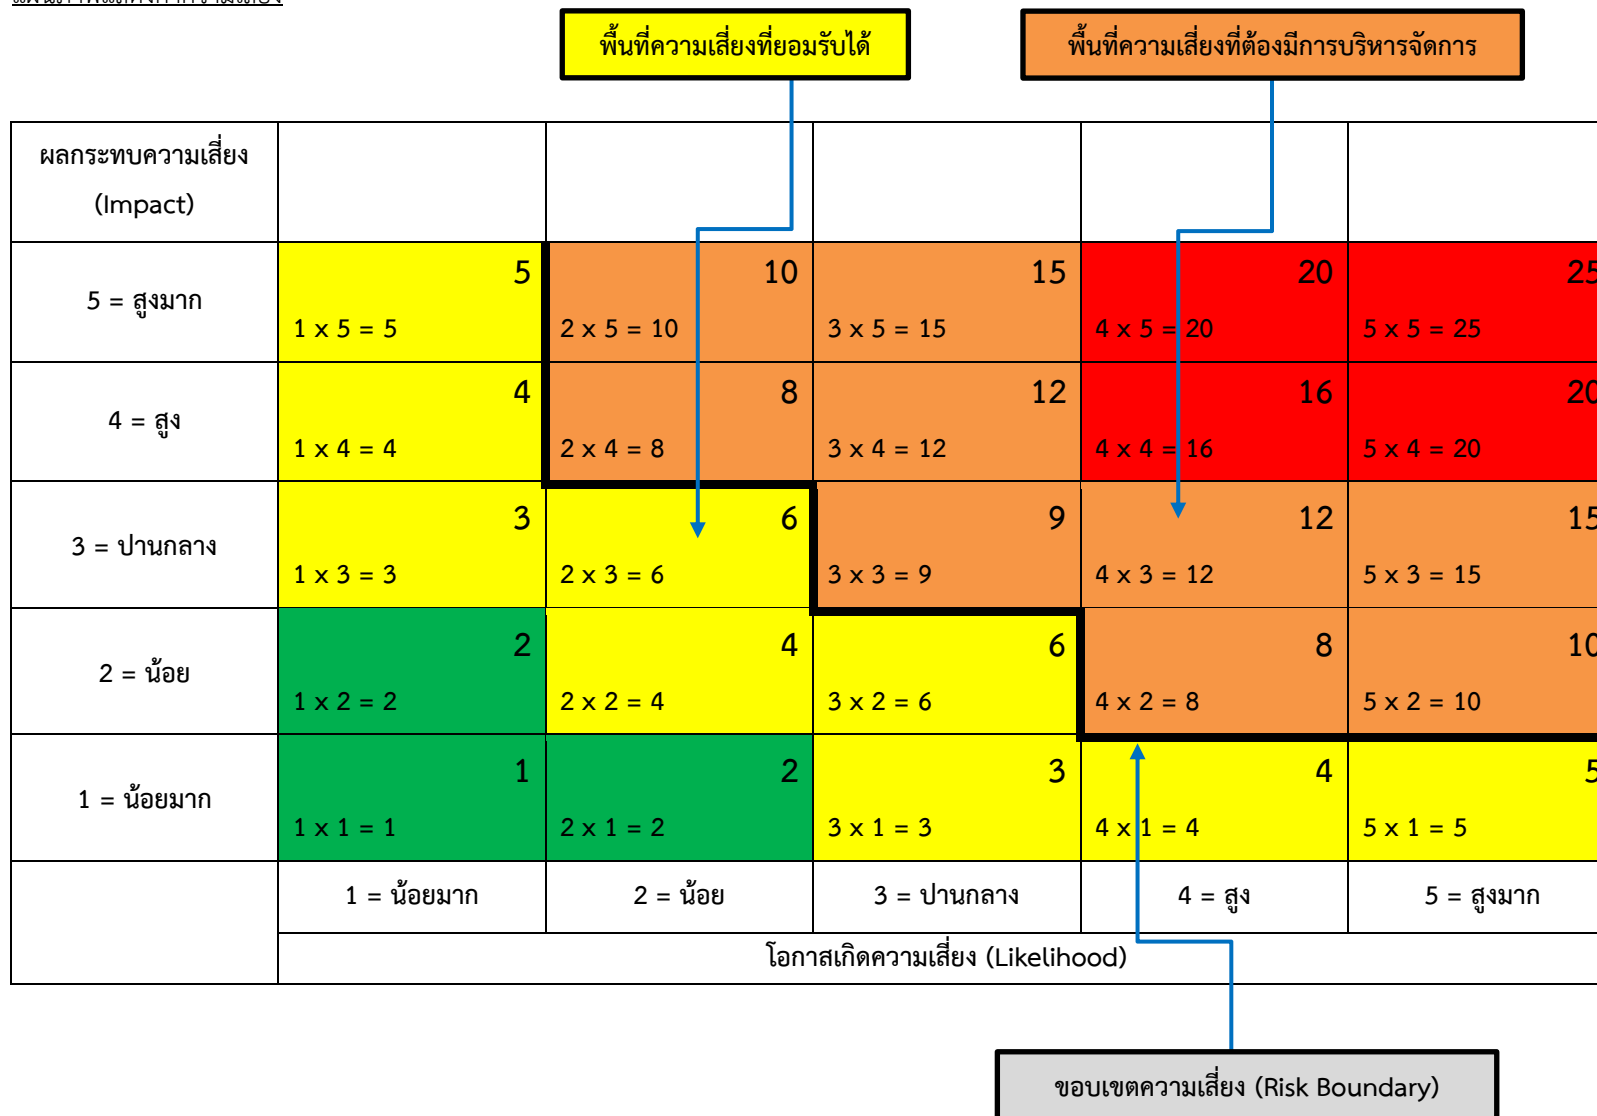 พื้นที่ความเสี่ยงที่ยอมรับได้
พื้นที่ความเสี่ยงที่ต้องมีการบริหารจัดการ
ผลกระทบความเสี่ยง
(Impact)
5 = สูงมาก
5
10
15
20
25
1 x 5 = 5
2 x 5 = 10
3 x 5 = 15
4 x 5 = 20
5 x 5 = 25
4 = สูง
4
8
12
16
20
1 x 4 = 4
2 x 4 = 8
3 x 4 = 12
4 x 4 = 16
5 x 4 = 20
3 = ปานกลาง
3
6
9
12
15
1 x 3 = 3
2 x 3 = 6
3 x 3 = 9
4 x 3 = 12
5 x 3 = 15
2 = น้อย
2
4
6
8
10
1 x 2 = 2
2 x 2 = 4
3 x 2 = 6
4 x 2 = 8
5 x 2 = 10
1 = น้อยมาก
1
2
3
4
5
1 x 1 = 1
2 x 1 = 2
3 x 1 = 3
4 x 1 = 4
5 x 1 = 5
1 = น้อยมาก
2 = น้อย
3 = ปานกลาง
4 = สูง
5 = สูงมาก
โอกาสเกิดความเสี่ยง (Likelihood)
ขอบเขตความเสี่ยง (Risk Boundary)